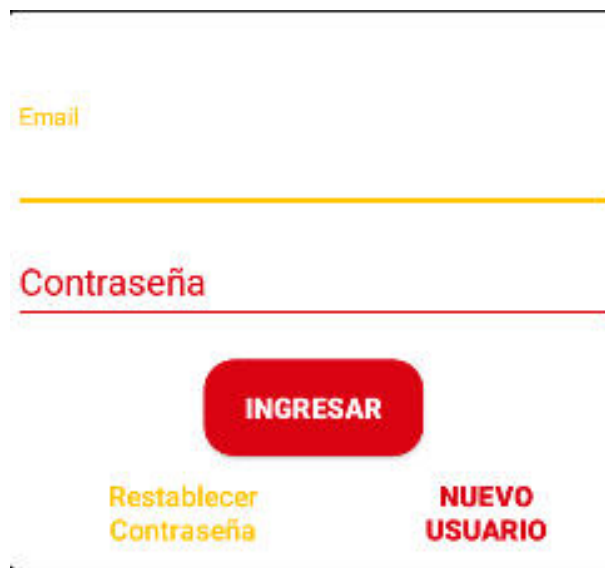 Email
Contraseña
INGRESAR
Restablecer
Contraseña
NUEVO
USUARIO